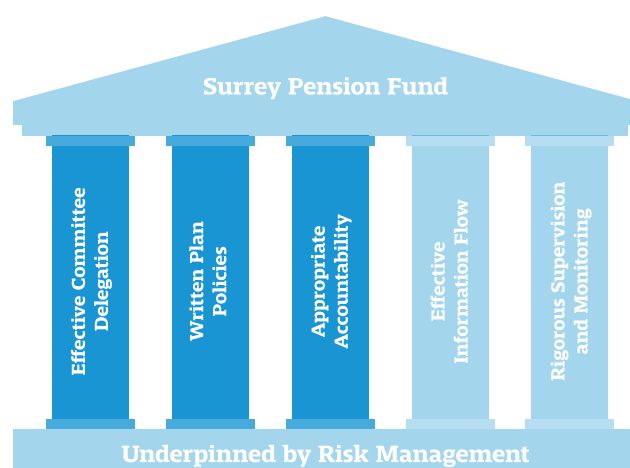 Surrey Pension Fund
Effective Committee
Delegation
Written Plan
Policies
Appropriate
Accountability
Effective
Information Flow
Rigorous Supervision
and Monitoring
Underpinned by Risk Management